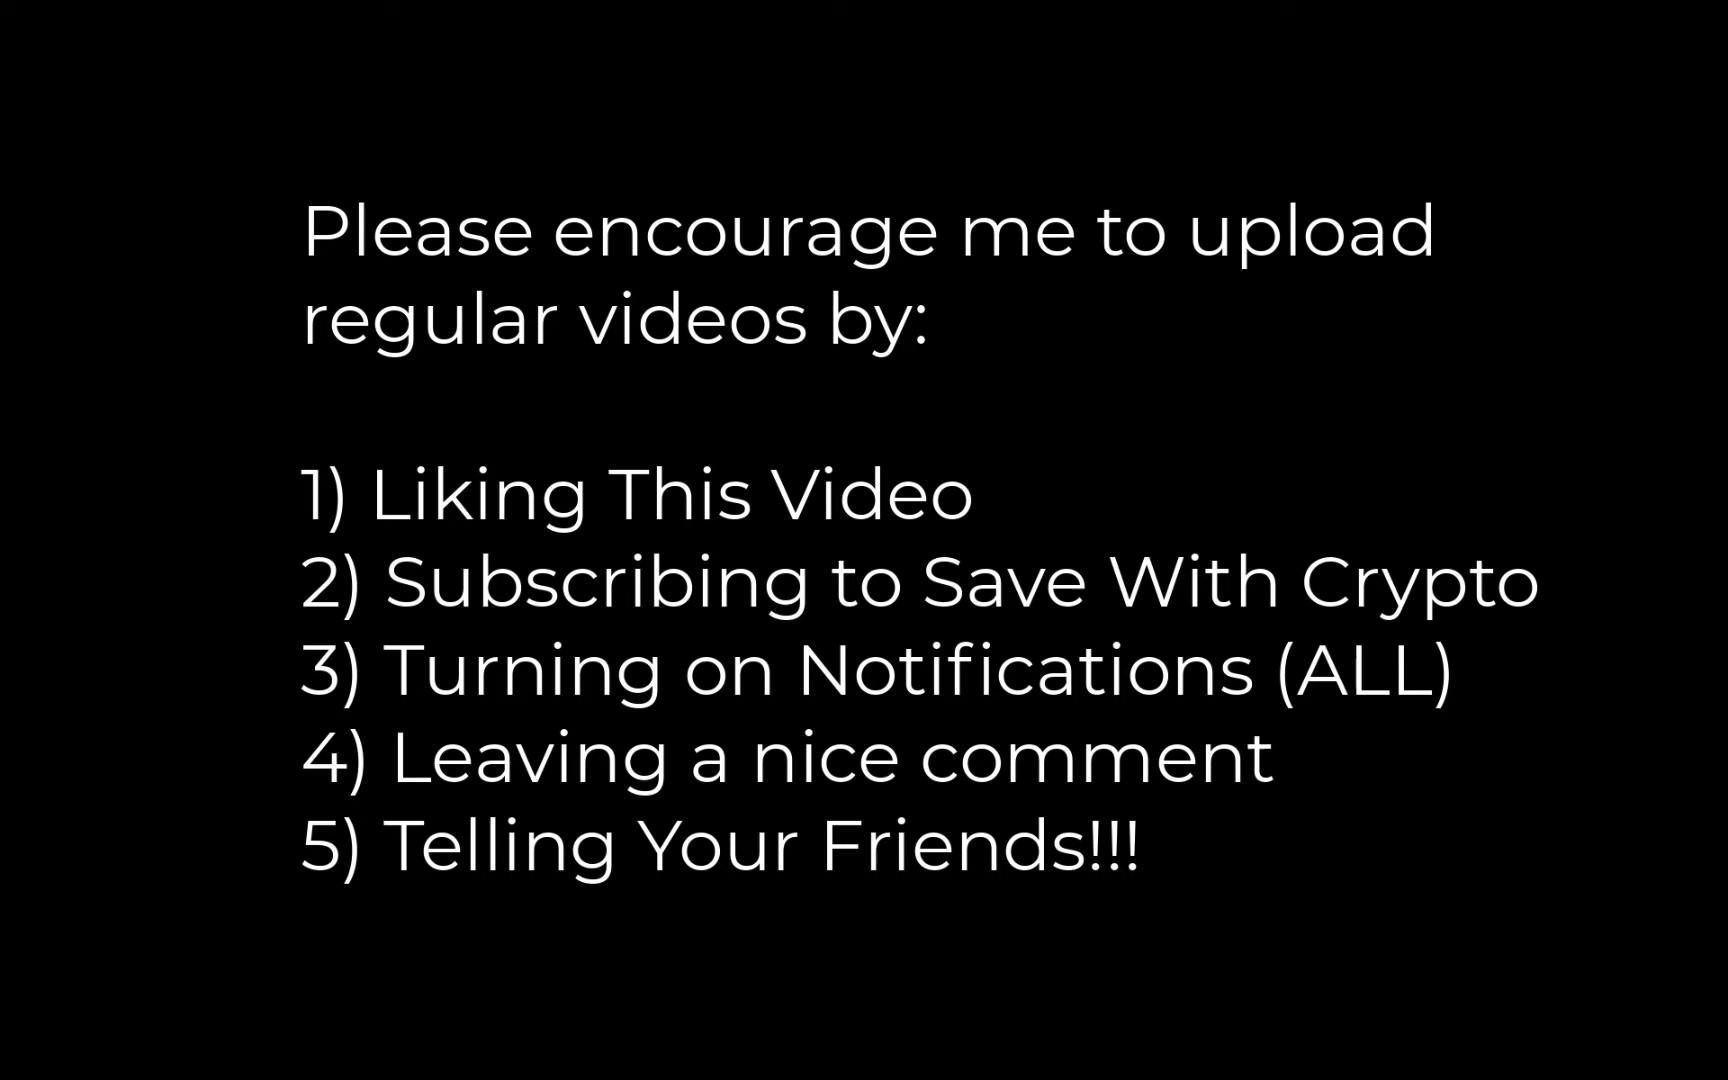 Please encourage me to upload
regular videos by:
1) Liking This Video
2) Subscribing to Save With Crypto
3) Turning on Notifications (ALL)
4) Leaving a nice comment
5) Telling Your Friends!!!